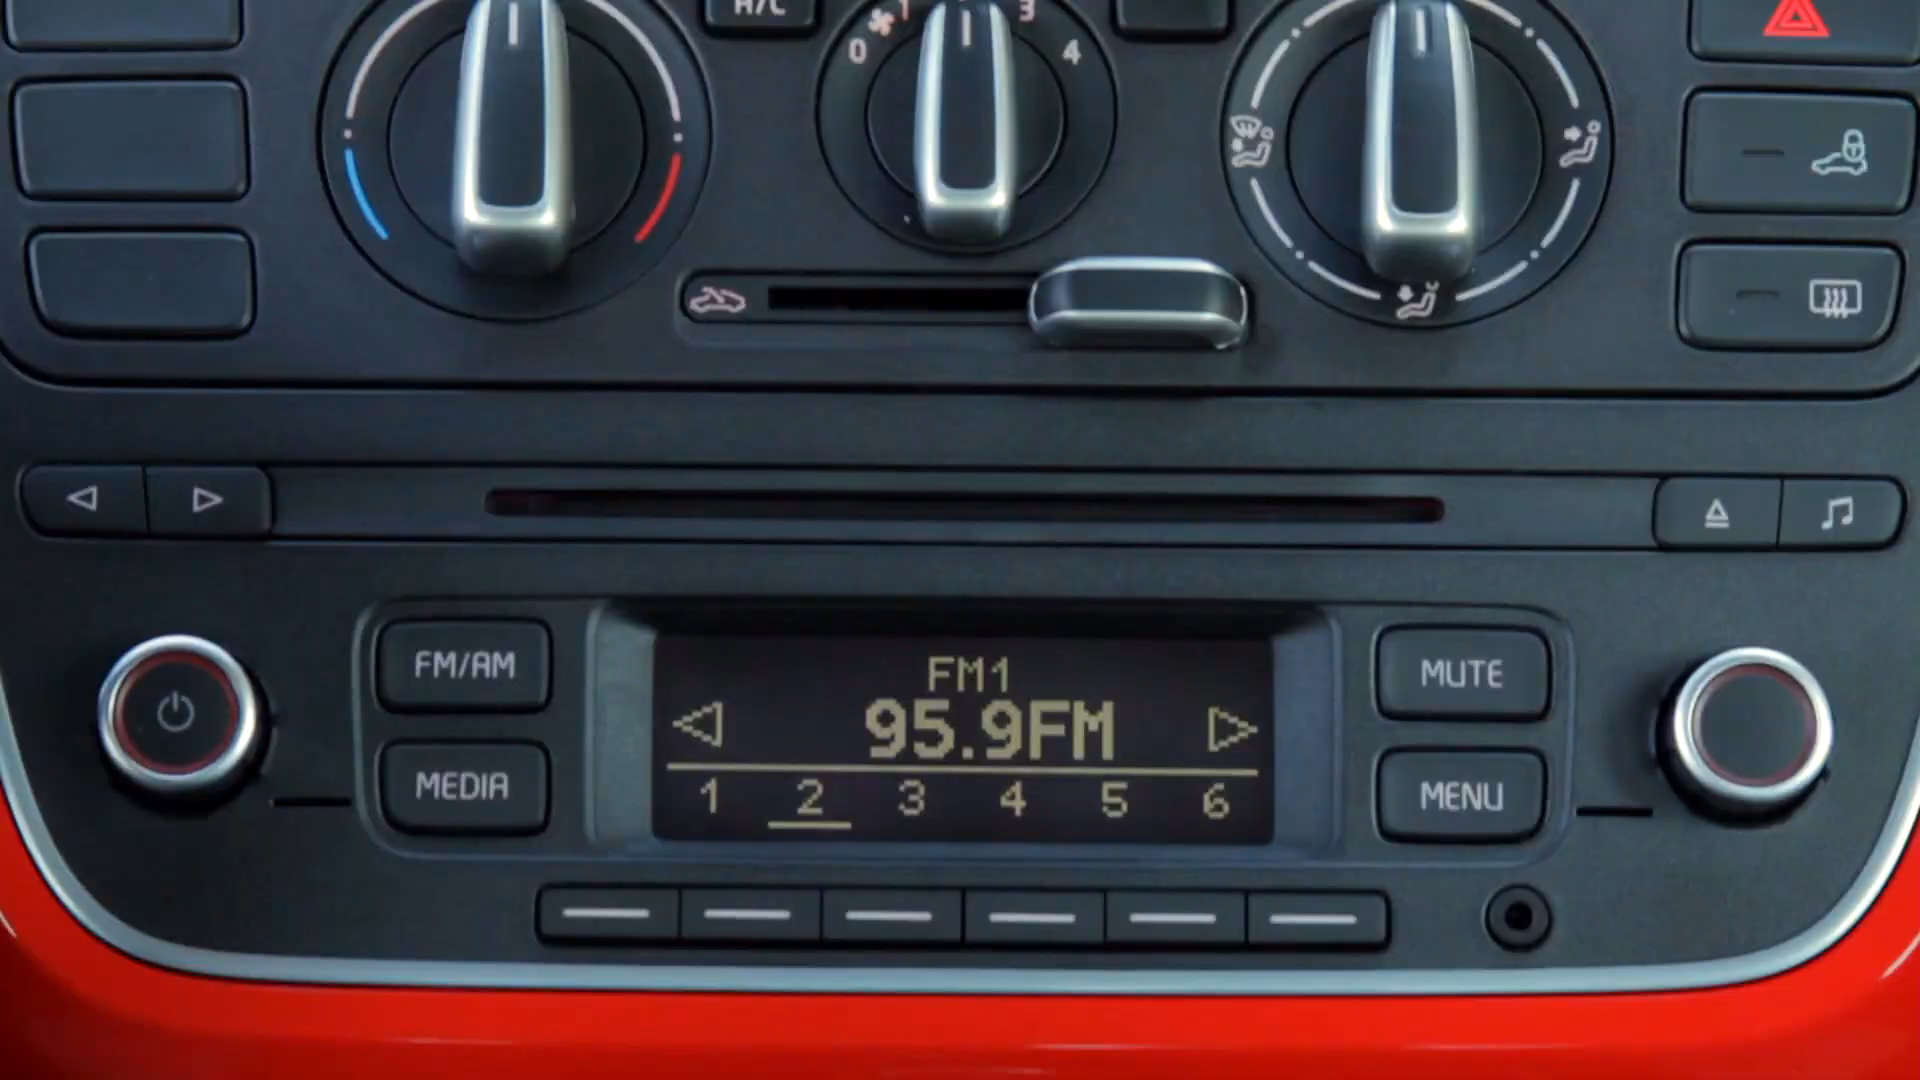 A/C
0 1 3 4
FM/AM
MEDIA
FM1
95.9FM
1 2 3 4 5 6
MUTE
MENU